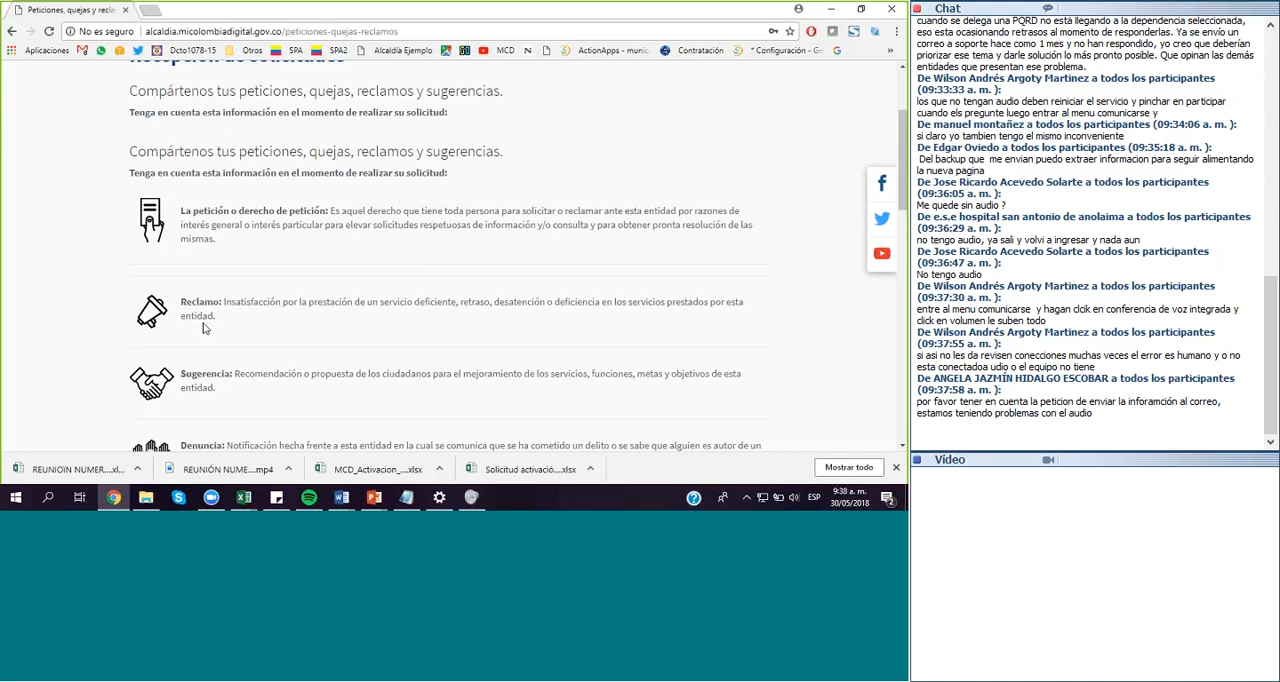 Peticiones, quejas y recla
No es seguro | alcaldia.micolombiadigital.gov.co/peticiones-quejas-reclamos
Aplicaciones
Dcto1078-15
Otros
SPA
SPA2
Alcaldía Ejemplo
MCD
ActionApps - muni
Contratación
* Configuración - Ge
»
Recepción de solicitudes
Compártenos tus peticiones, quejas, reclamos y sugerencias.
Tenga en cuenta esta información en el momento de realizar su solicitud:
Compártenos tus peticiones, quejas, reclamos y sugerencias.
Tenga en cuenta esta información en el momento de realizar su solicitud:
La petición o derecho de petición: Es aquel derecho que tiene toda persona para solicitar o reclamar ante esta entidad por razones de
interés general o interés particular para elevar solicitudes respetuosas de información y/o consulta y para obtener pronta resolución de las
mismas.
Reclamo: Insatisfacción por la prestación de un servicio deficiente, retraso, desatención o deficiencia en los servicios prestados por esta
entidad.
Sugerencia: Recomendación o propuesta de los ciudadanos para el mejoramiento de los servicios, funciones, metas y objetivos de esta
entidad.
Denuncia: Notificación hecha frente a esta entidad en la cual se comunica que se ha cometido un delito o se sabe que alguien es autor de un
REUNION NUMER....xl...
REUNIÓN NUME....mp4
MCD_Activacion_....xlsx
Solicitud activació....xlsx
Mostrar todo
ESP
9:38 a. m.
30/05/2018
Chat
cuando se delega una PQRD no está llegando a la dependencia seleccionada,
eso esta ocasionando retrasos al momento de responderlas. Ya se envío un
correo a soporte hace como 1 mes y no han respondido, yo creo que deberían
priorizar ese tema y darle solución lo más pronto posible. Que opinan las demás
entidades que presentan ese problema.
De Wilson Andrés Argoty Martinez a todos los participantes
(09:33:33 a. m. ):
los que no tengan audio deben reiniciar el servicio y pinchar en participar
cuando els pregunte luego entrar al menu comunicarse y
De manuel montañez a todos los participantes (09:34:06 a. m. ):
si claro yo tambien tengo el mismo inconveniente
De Edgar Oviedo a todos los participantes (09:35:18 a. m. ):
Del backup que me envian puedo extraer informacion para seguir alimentando
la nueva pagina
De Jose Ricardo Acevedo Solarte a todos los participantes
(09:36:05 a. m. ):
Me quede sin audio ?
De e.s.e hospital san antonio de anolaima a todos los participantes
(09:36:29 a. m. ):
no tengo audio, ya sali y volvi a ingresar y nada aun
De Jose Ricardo Acevedo Solarte a todos los participantes
(09:36:47 a. m. ):
No tengo audio
De Wilson Andrés Argoty Martinez a todos los participantes
(09:37:30 a. m. ):
entre al menu comunicarse y hagan clcik en conferencia de voz integrada y
click en volumen le suben todo
De Wilson Andrés Argoty Martinez a todos los participantes
(09:37:55 a. m. ):
si asi no les da revisen conecciones muchas veces el error es humano y o no
esta conectadoa udio o el equipo no tiene
De ANGELA JAZMÍN HIDALGO ESCOBAR a todos los participantes
(09:37:58 a. m. ):
por favor tener en cuenta la peticion de enviar la inforamción al correo,
estamos teniendo problemas con el audio
Vídeo